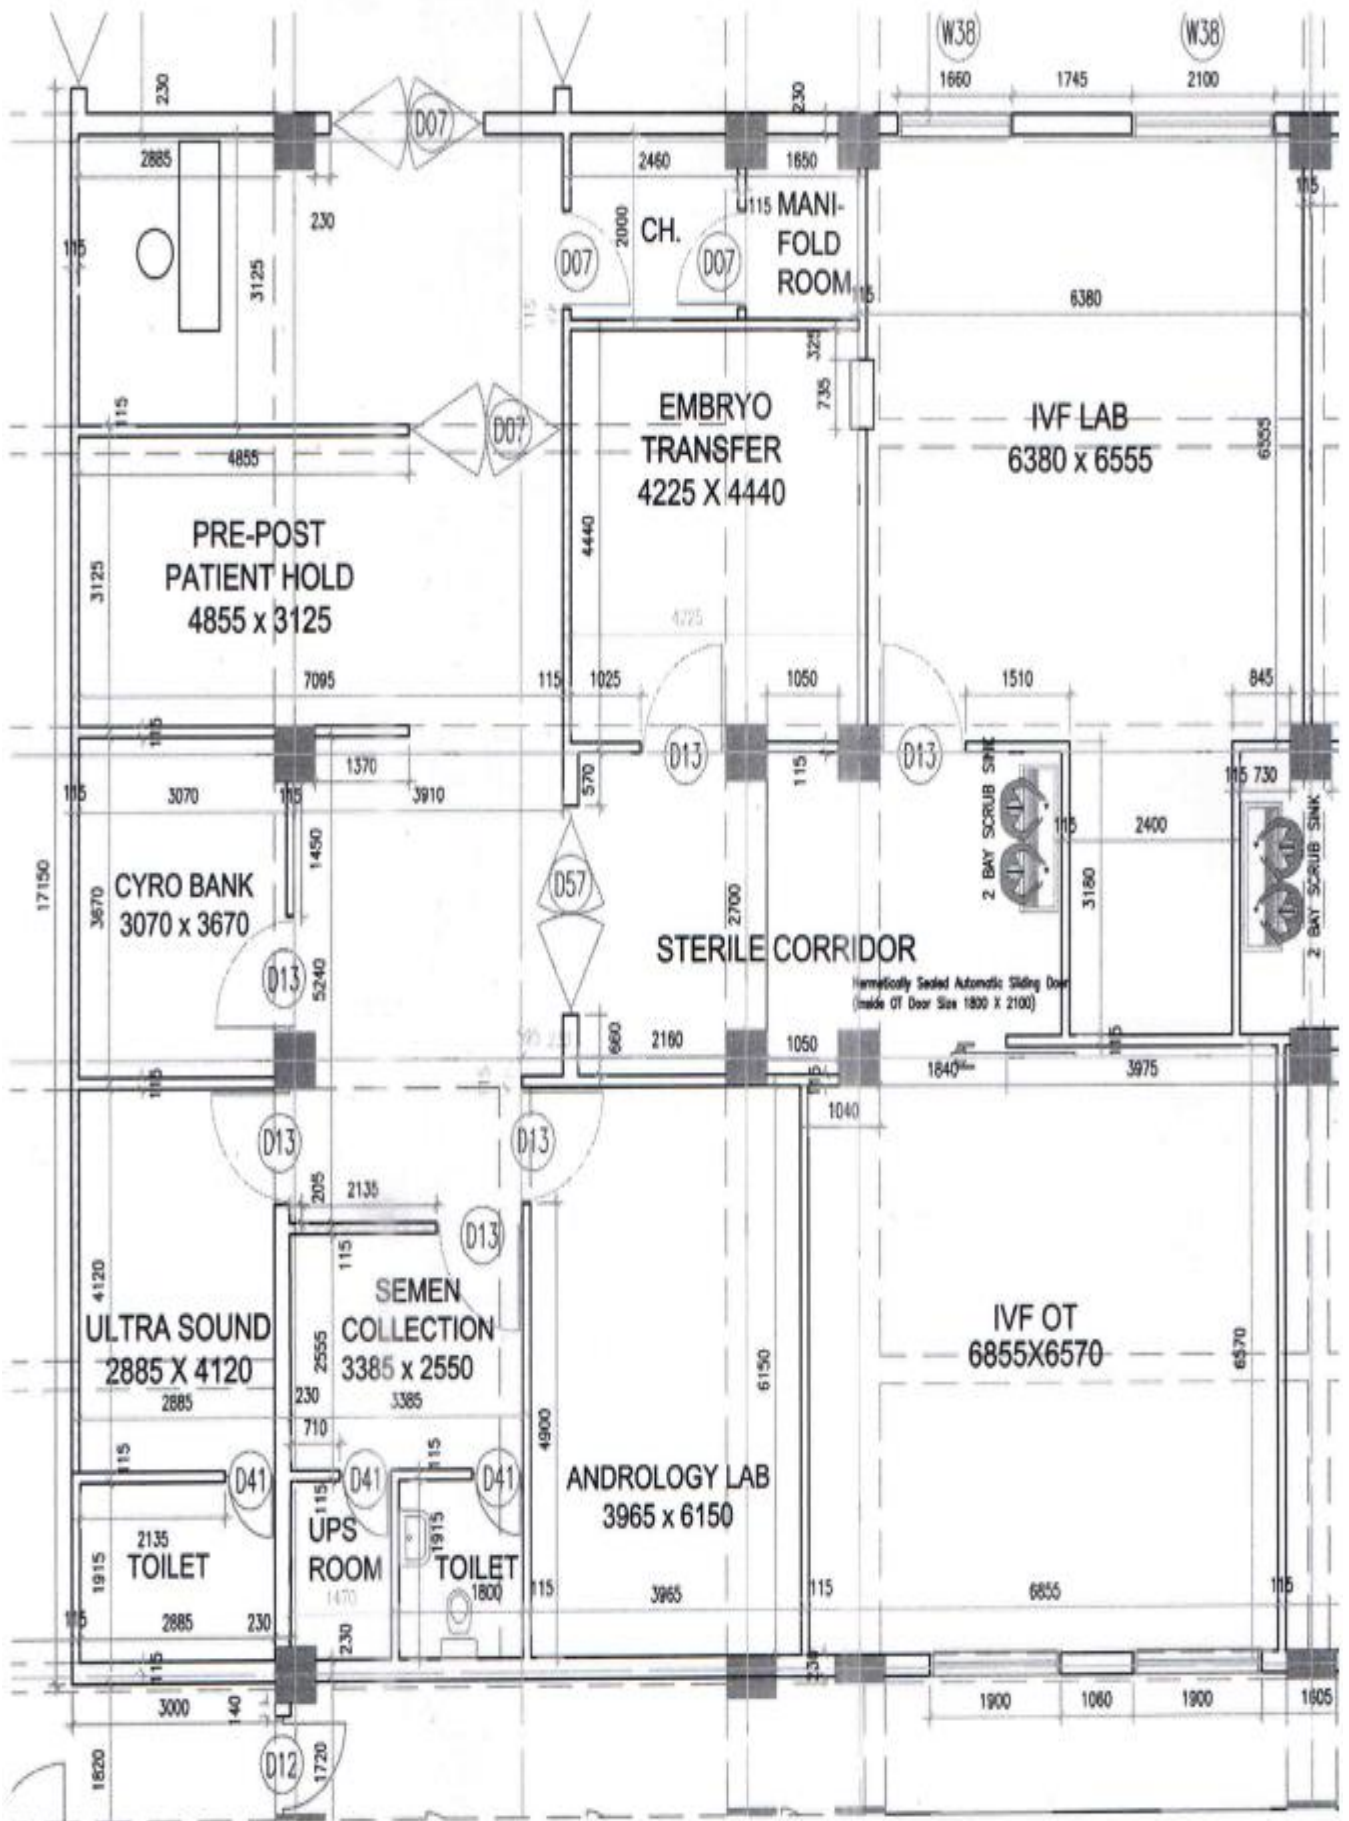 W38
W38
1660
1745
2100
230
230
D07
2885
2460
1650
115
230
115
MANI-
FOLD
ROOM
CH.
2000
D07
D07
115
3125
115
115
6380
325
735
115
EMBRYO
TRANSFER
4225 X 4440
IVF LAB
6380 x 6555
6555
D07
4855
PRE-POST
PATIENT HOLD
4855 x 3125
3125
4440
4725
7095
115
1025
1050
1510
845
115
D13
D13
115
570
1370
115
3070
115
3910
115
730
2 BAY SCRUB SINK
2 BAY SCRUB SINK
115
2400
3180
17150
CYRO BANK
3070 x 3670
3670
1450
D57
2700
STERILE CORRIDOR
Hermetically Sealed Automatic Sliding Door
(Inside OT Door Size 1800 X 2100)
D13
5240
660
2160
1050
115
1840
3975
115
115
115
1040
D13
D13
205
2135
D13
115
4120
SEMEN
COLLECTION
3385 x 2550
ULTRA SOUND
2885 X 4120
2555
IVF OT
6855X6570
6570
6150
2885
230
3385
710
4900
115
115
D41
D41
D41
ANDROLOGY LAB
3965 x 6150
115
UPS
ROOM
1915
2135
TOILET
TOILET
1915
1470
1800
115
3965
115
6855
115
115
2885
230
230
115
3000
140
1900
1060
1900
1605
D12
1720
1820